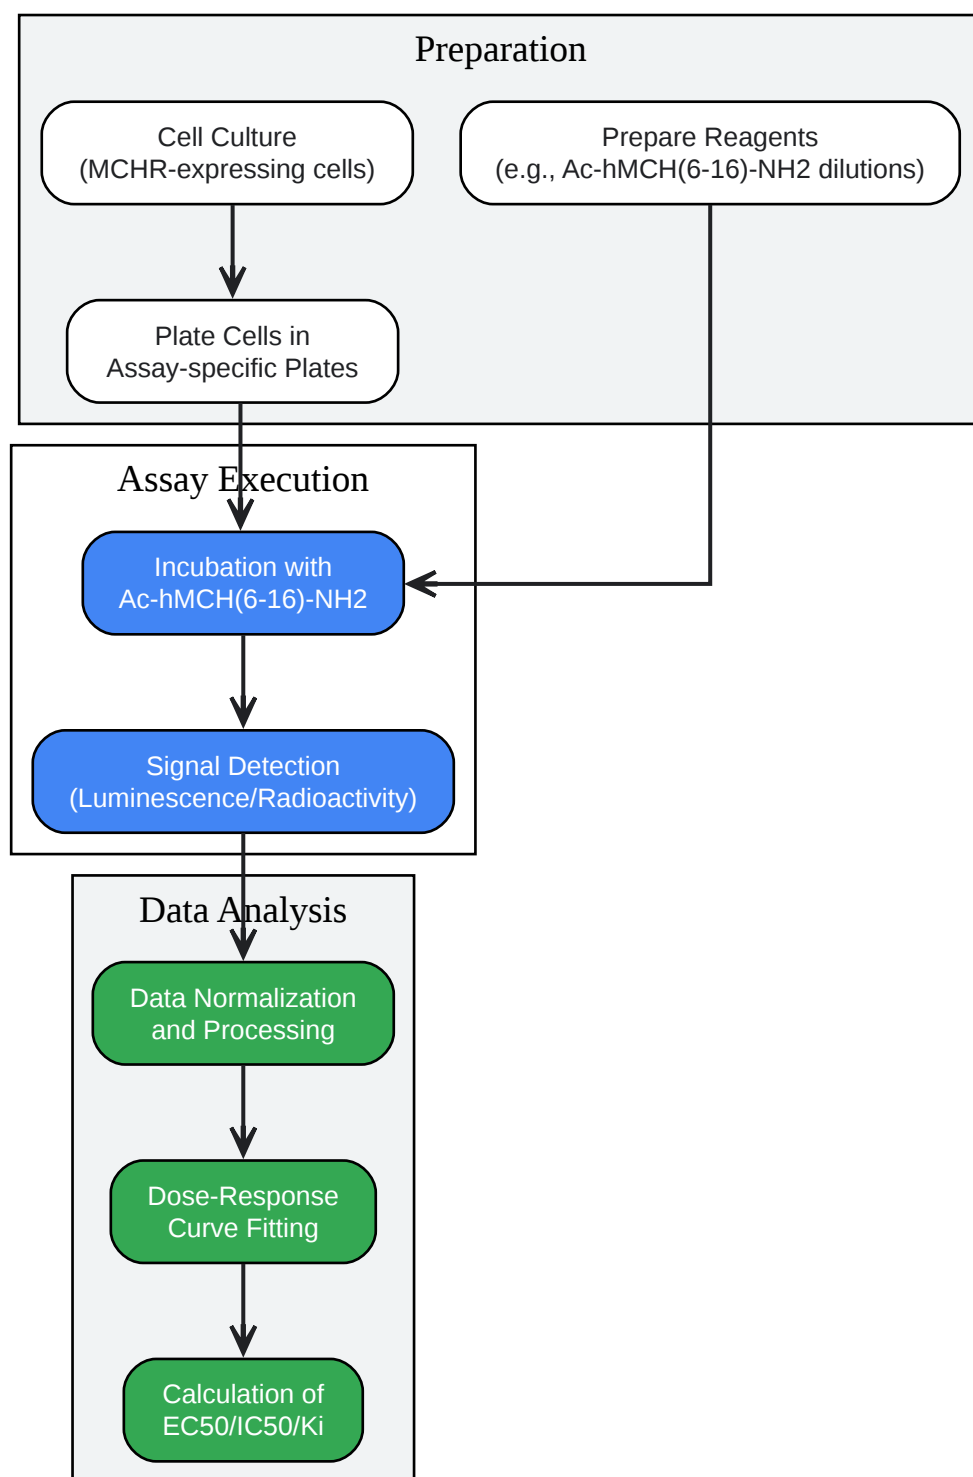 Preparation
Cell Culture
(MCHR-expressing cells)
Prepare Reagents
(e.g., Ac-hMCH(6-16)-NH2 dilutions)
Plate Cells in
Assay-specific Plates
Assay Execution
Incubation with
Ac-hMCH(6-16)-NH2
Signal Detection
(Luminescence/Radioactivity)
Data Analysis
Data Normalization
and Processing
Dose-Response
Curve Fitting
Calculation of
EC50/IC50/Ki